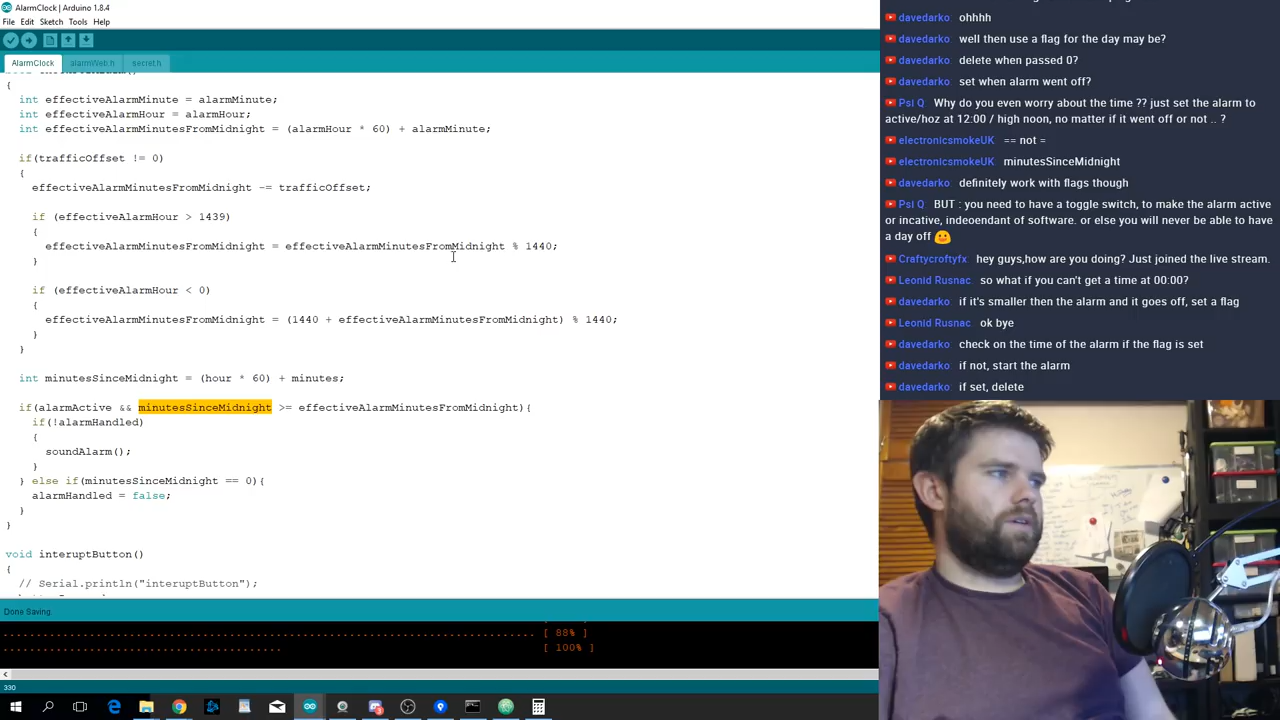 AlarmClock | Arduino 1.8.4
File Edit Sketch Tools Help
AlarmClock alarmWeb.h secret.h
{
int effectiveAlarmMinute = alarmMinute;
int effectiveAlarmHour = alarmHour;
int effectiveAlarmMinutesFromMidnight = (alarmHour * 60) + alarmMinute;
if(trafficOffset != 0)
{
effectiveAlarmMinutesFromMidnight -= trafficOffset;
if (effectiveAlarmHour > 1439)
{
effectiveAlarmMinutesFromMidnight = effectiveAlarmMinutesFromMidnight % 1440;
}
if (effectiveAlarmHour < 0)
{
effectiveAlarmMinutesFromMidnight = (1440 + effectiveAlarmMinutesFromMidnight) % 1440;
}
}
int minutesSinceMidnight = (hour * 60) + minutes;
if(alarmActive && minutesSinceMidnight >= effectiveAlarmMinutesFromMidnight){
if(!alarmHandled)
{
soundAlarm();
}
} else if(minutesSinceMidnight == 0){
alarmHandled = false;
}
}
void interuptButton()
{
// Serial.println("interuptButton");
Done Saving.
[ 88% ]
[ 100% ]
330
davedarko ohhhh
davedarko well then use a flag for the day may be?
davedarko delete when passed 0?
davedarko set when alarm went off?
Psi Q Why do you even worry about the time ?? just set the alarm to
active/hoz at 12:00 / high noon, no matter if it went off or not .. ?
electronicsmokeUK == not =
electronicsmokeUK minutesSinceMidnight
davedarko definitely work with flags though
Psi Q BUT : you need to have a toggle switch, to make the alarm active
or incative, indeoendant of software. or else you will never be able to have
a day off
Craftycroftyfx hey guys,how are you doing? Just joined the live stream.
Leonid Rusnac so what if you can't get a time at 00:00?
davedarko if it's smaller then the alarm and it goes off, set a flag
Leonid Rusnac ok bye
davedarko check on the time of the alarm if the flag is set
davedarko if not, start the alarm
davedarko if set, delete